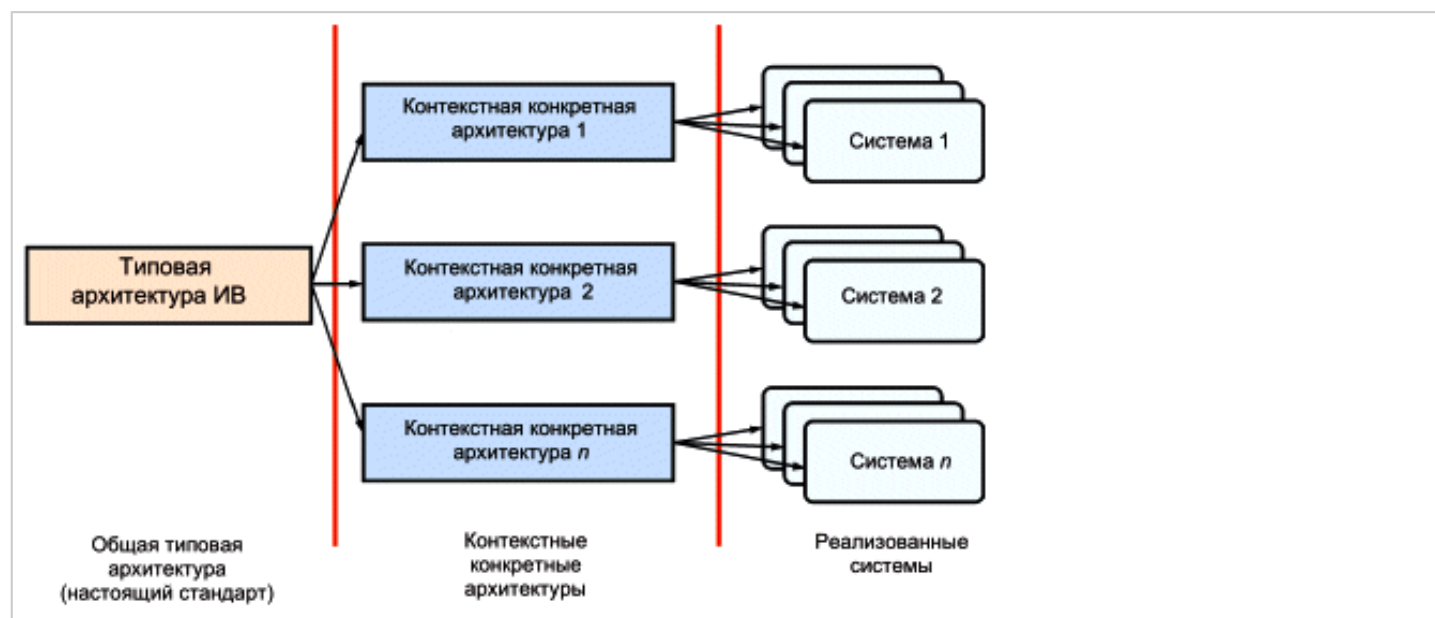 Контекстная конкретная
архитектура 1
Система 1
Типовая
архитектура ИВ
Контекстная конкретная
архитектура 2
Система 2
Контекстная конкретная
архитектура n
Система n
Общая типовая
архитектура
(настоящий стандарт)
Контекстные
конкретные
архитектуры
Реализованные
системы